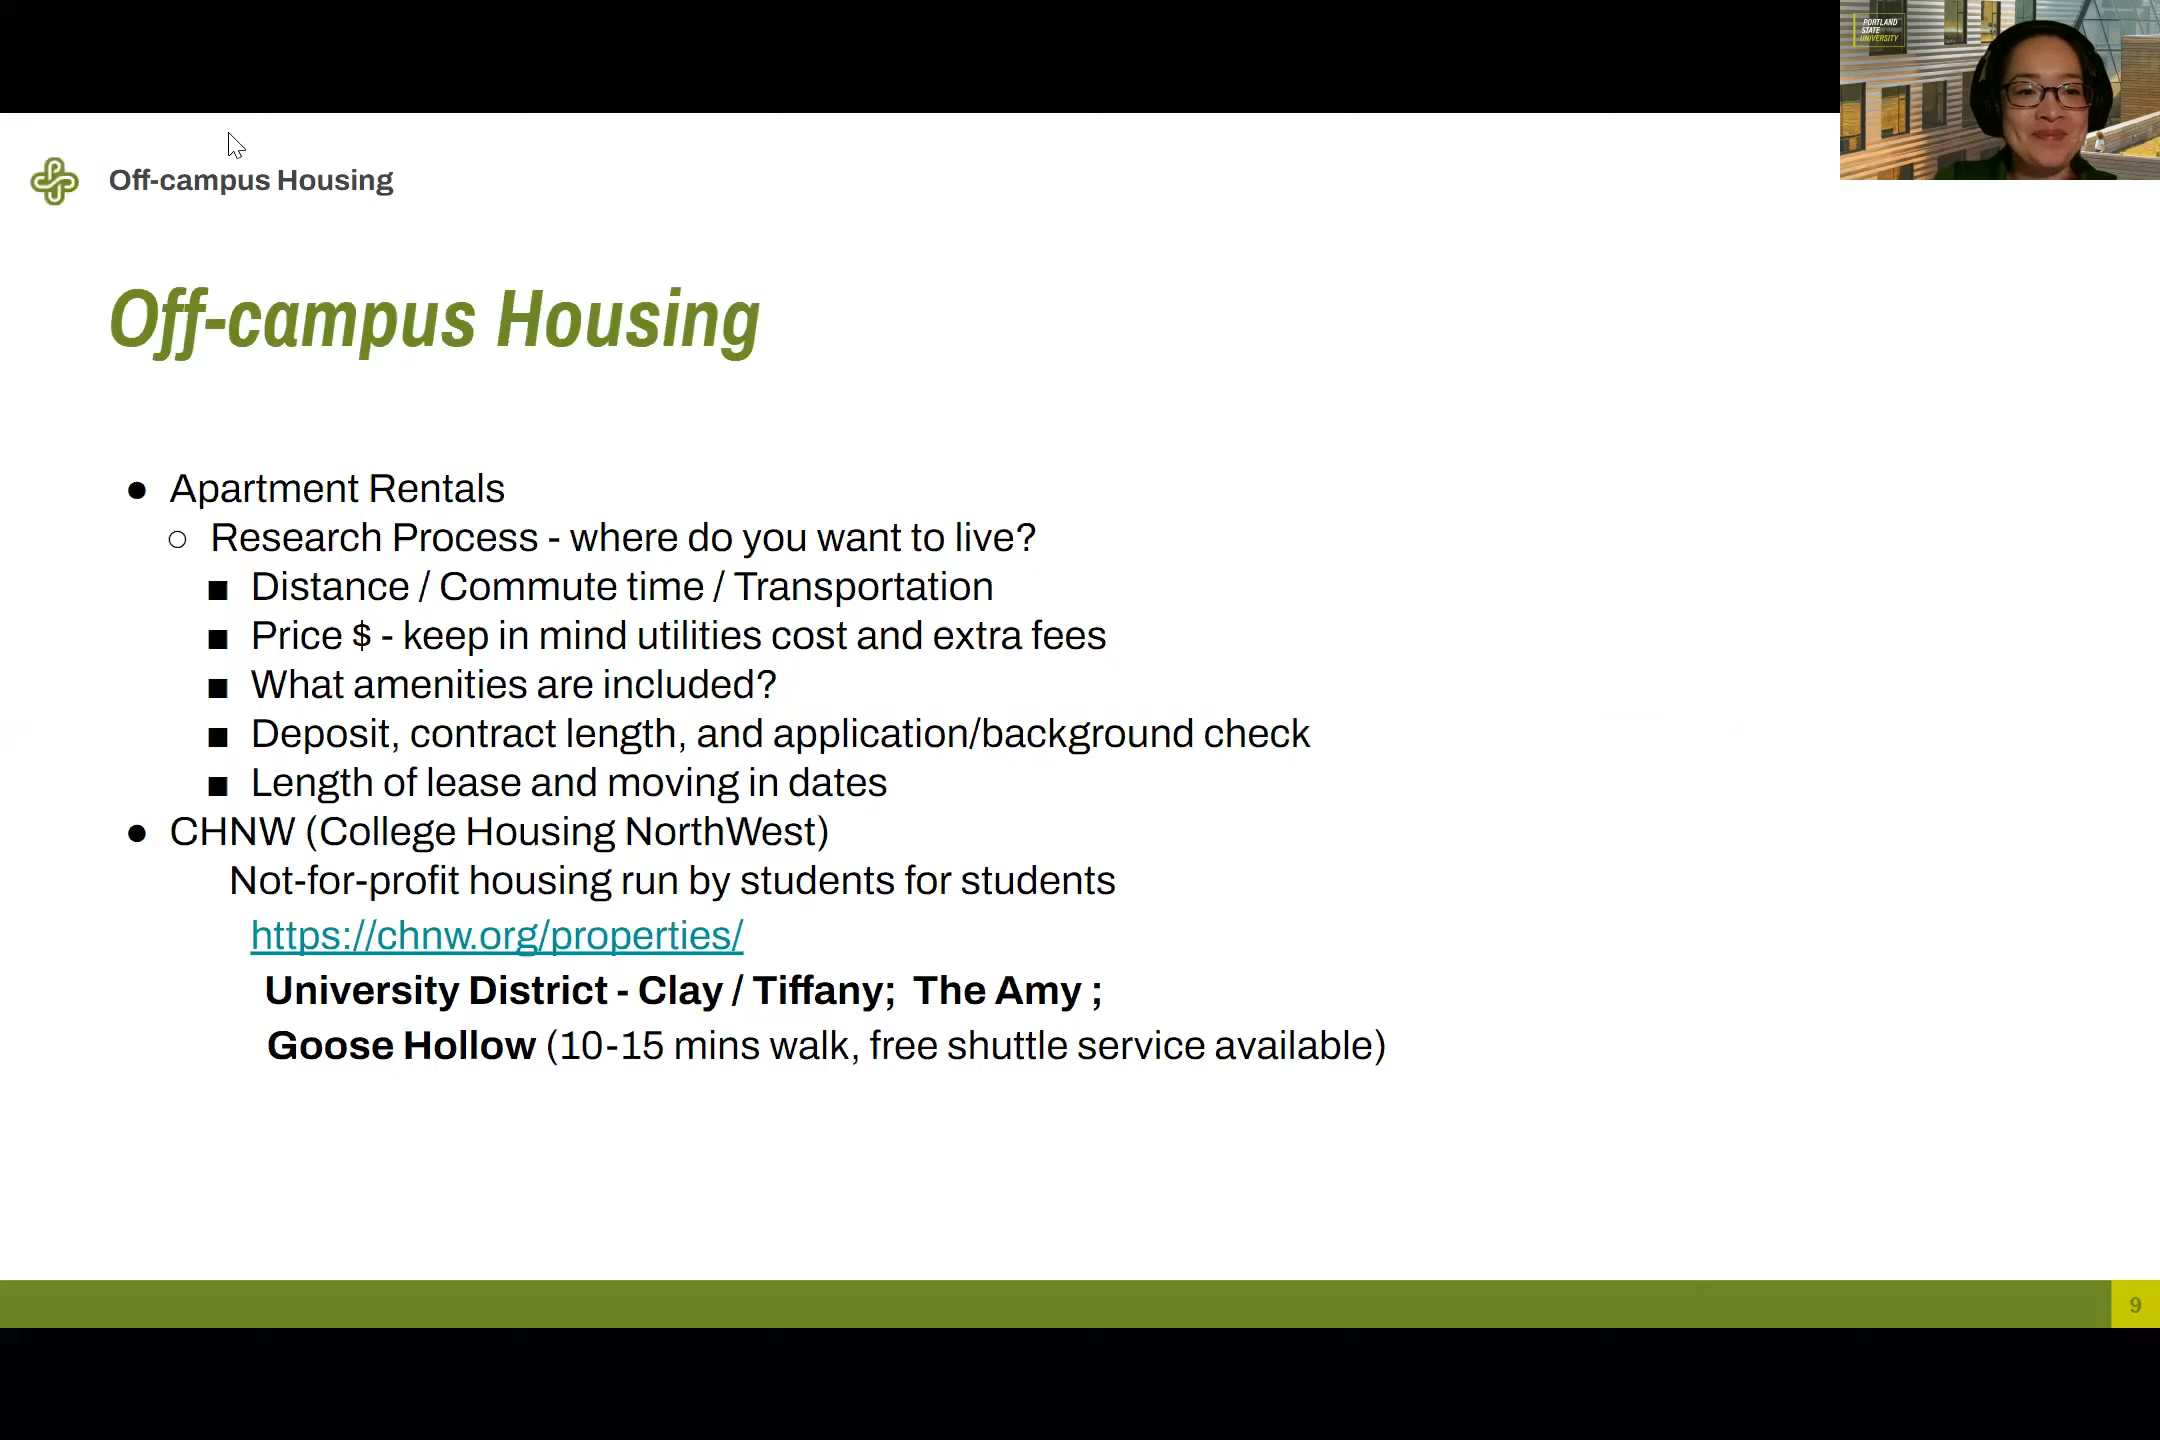 PORTLAND
STATE
UNIVERSITY
Off-campus Housing
Off-campus Housing
● Apartment Rentals
○ Research Process - where do you want to live?
■ Distance / Commute time / Transportation
■ Price $ - keep in mind utilities cost and extra fees
■ What amenities are included?
■ Deposit, contract length, and application/background check
■ Length of lease and moving in dates
● CHNW (College Housing NorthWest)
Not-for-profit housing run by students for students
https://chnw.org/properties/
University District - Clay / Tiffany; The Amy ;
Goose Hollow (10-15 mins walk, free shuttle service available)
9